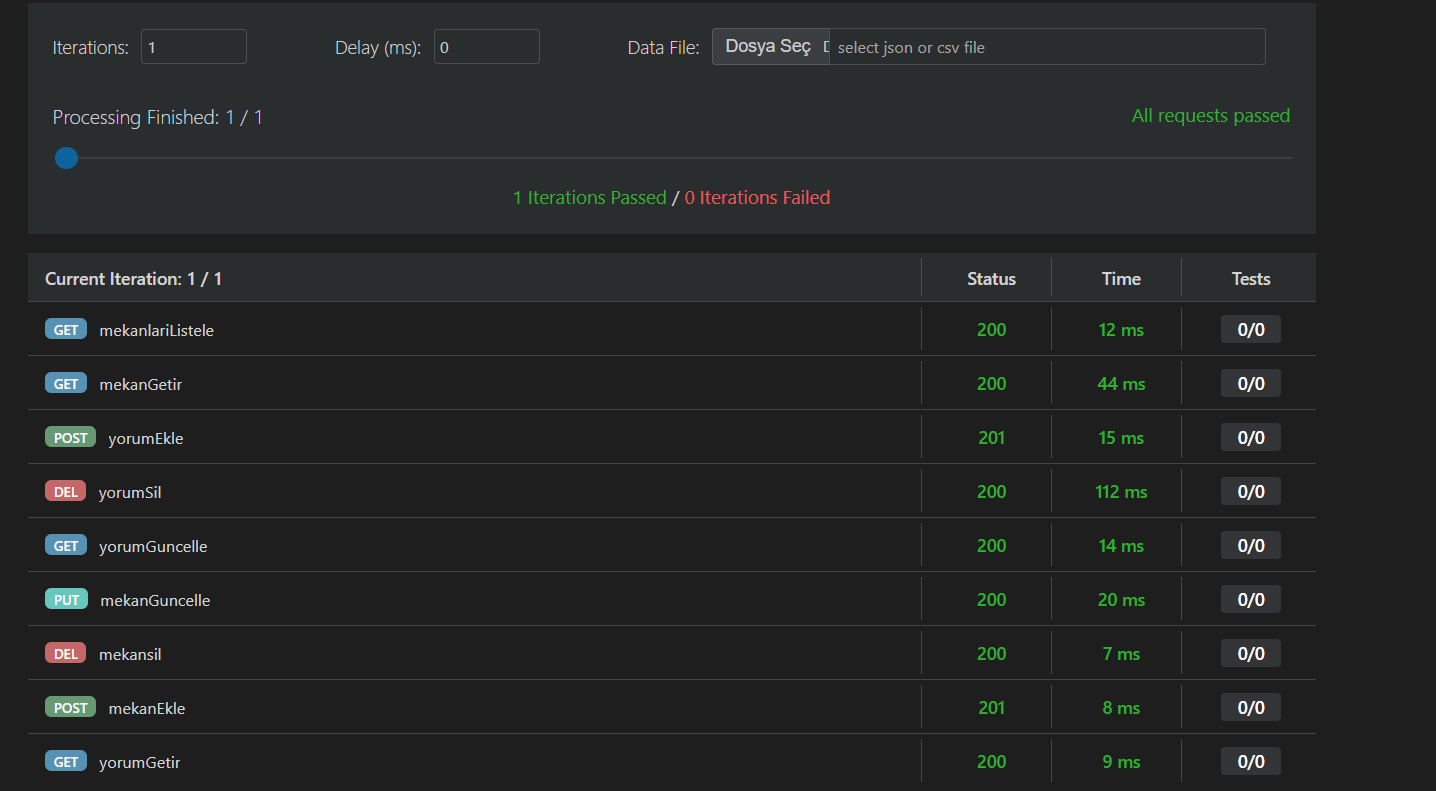 Iterations: 1 Delay (ms): 0 Data File: Dosya Seç select json or csv file
Processing Finished: 1 / 1 All requests passed
1 Iterations Passed / 0 Iterations Failed
Current Iteration: 1 / 1 Status Time Tests
GET mekanlariListele 200 12 ms 0/0
GET mekanGetir 200 44 ms 0/0
POST yorumEkle 201 15 ms 0/0
DEL yorumSil 200 112 ms 0/0
GET yorumGuncelle 200 14 ms 0/0
PUT mekanGuncelle 200 20 ms 0/0
DEL mekansil 200 7 ms 0/0
POST mekanEkle 201 8 ms 0/0
GET yorumGetir 200 9 ms 0/0